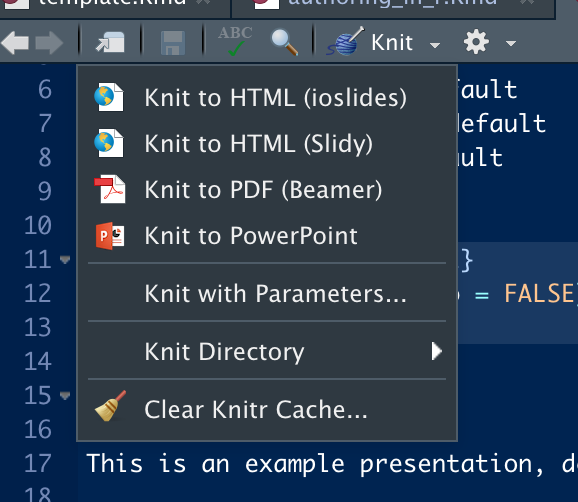 template.Rmd
authoring_in_r.Rmd
ABC
Knit
Knit to HTML (ioslides)
Knit to HTML (Slidy)
Knit to PDF (Beamer)
Knit to PowerPoint
Knit with Parameters...
Knit Directory
Clear Knitr Cache...
6 fault
7 default
8 ult
9
10
11 }
12 = FALSE
13
14
15
16
17 This is an example presentation, d
18